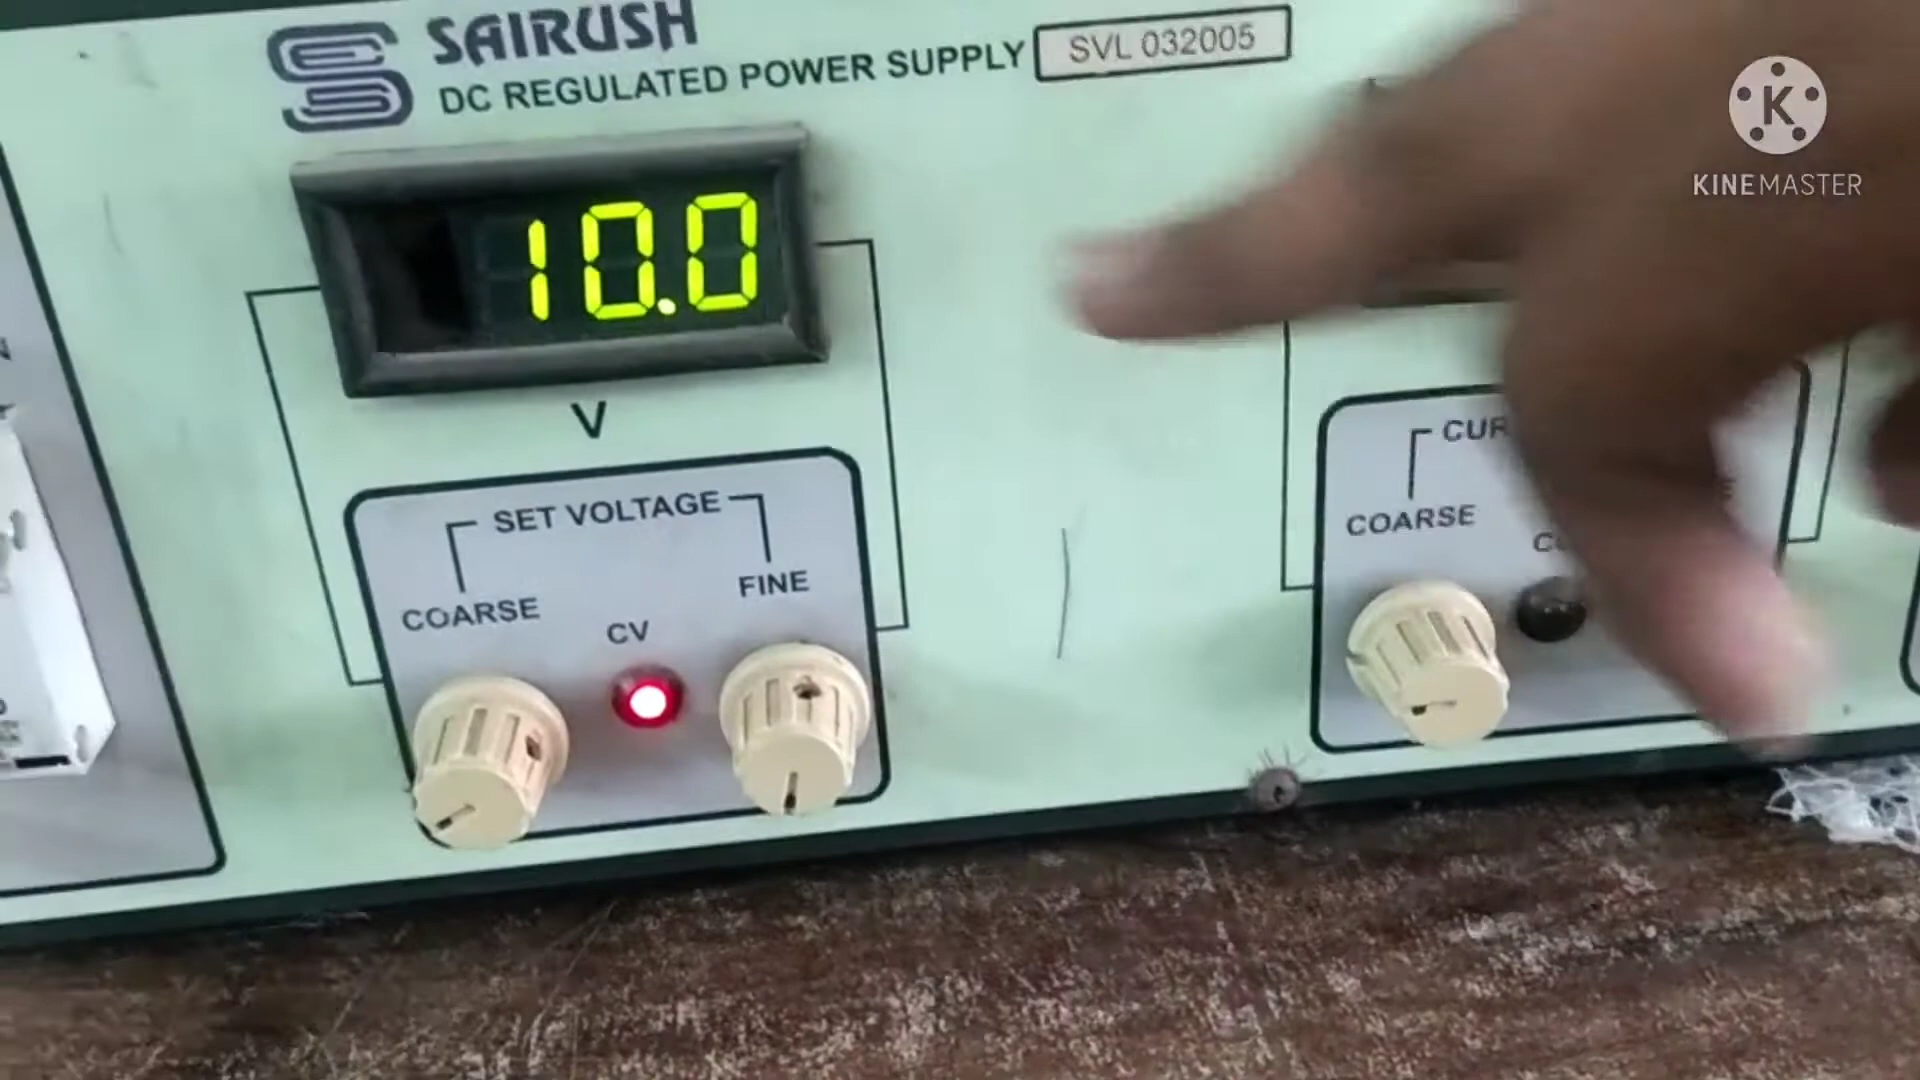 SAIRUSH
DC REGULATED POWER SUPPLY SVL 032005
KINEMASTER
10.0
V
SET VOLTAGE
COARSE
FINE
CV
COARSE